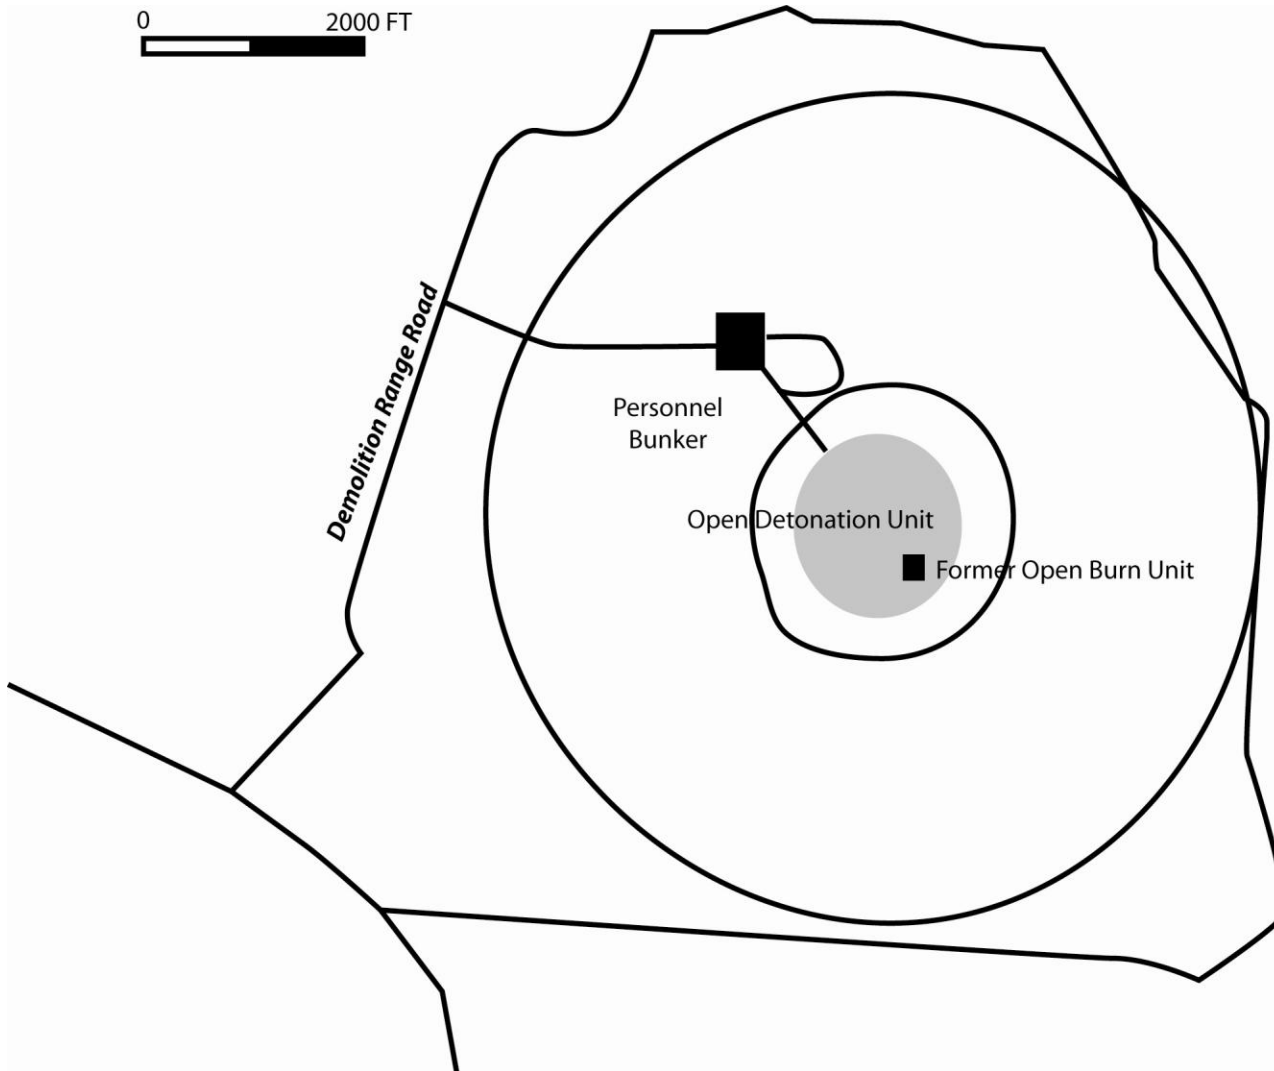 0
2000 FT
Demolition Range Road
Personnel
Bunker
Open Detonation Unit
Former Open Burn Unit